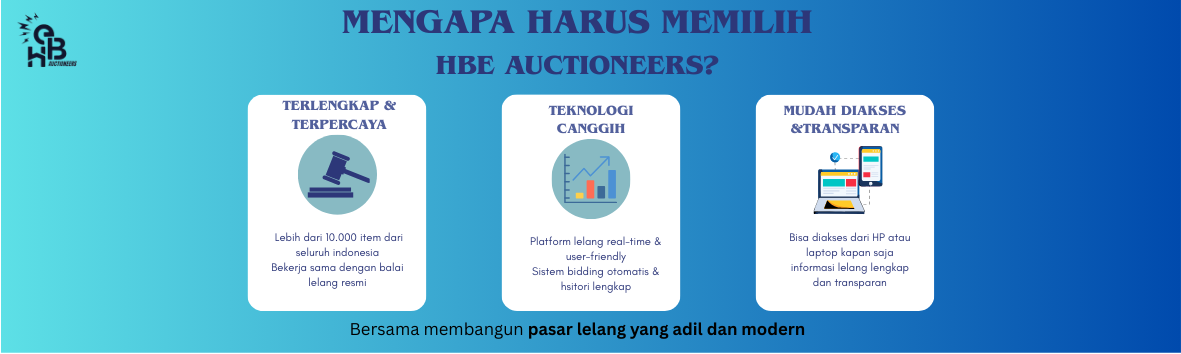 HBE
AUCTIONEERS
MENGAPA HARUS MEMILIH
HBE AUCTIONEERS?
TERLENGKAP &
TERPERCAYA
Lebih dari 10.000 item dari
seluruh indonesia
Bekerja sama dengan balai
lelang resmi
TEKNOLOGI
CANGGIH
Platform lelang real-time &
user-friendly
Sistem bidding otomatis &
hsitori lengkap
MUDAH DIAKSES
&TRANSPARAN
Bisa diakses dari HP atau
laptop kapan saja
informasi lelang lengkap
dan transparan
Bersama membangun pasar lelang yang adil dan modern